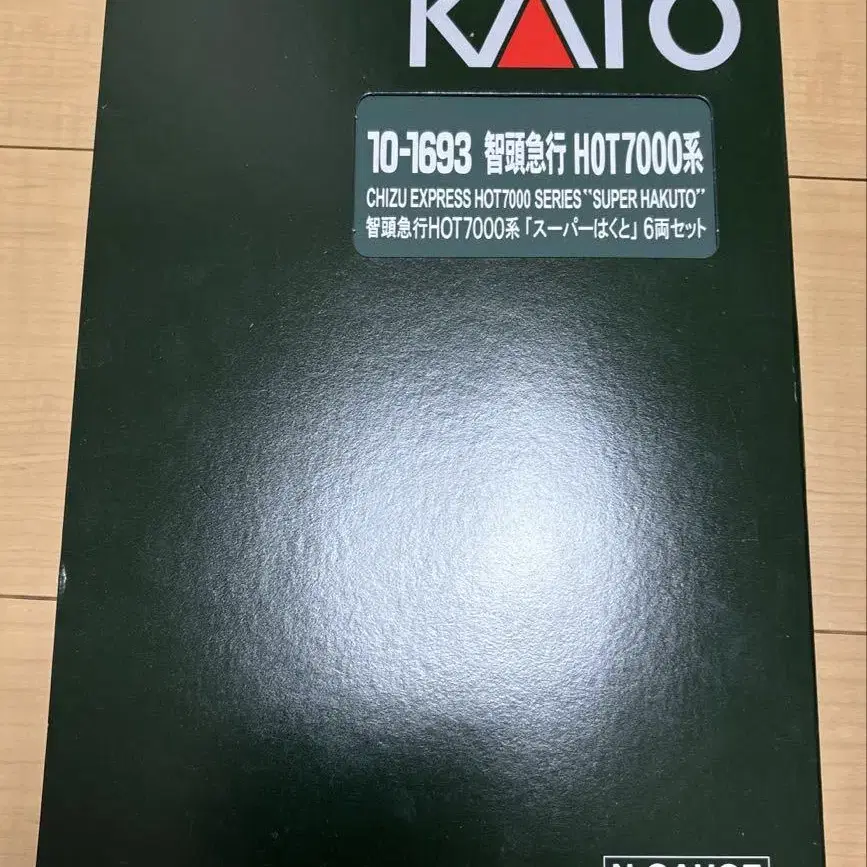 KATO
10-1693 智頭急行 HOT7000系
CHIZU EXPRESS HOT7000 SERIES "SUPER HAKUTO"
智頭急行HOT7000系「スーパーはくと」6両セット
N GAUGE